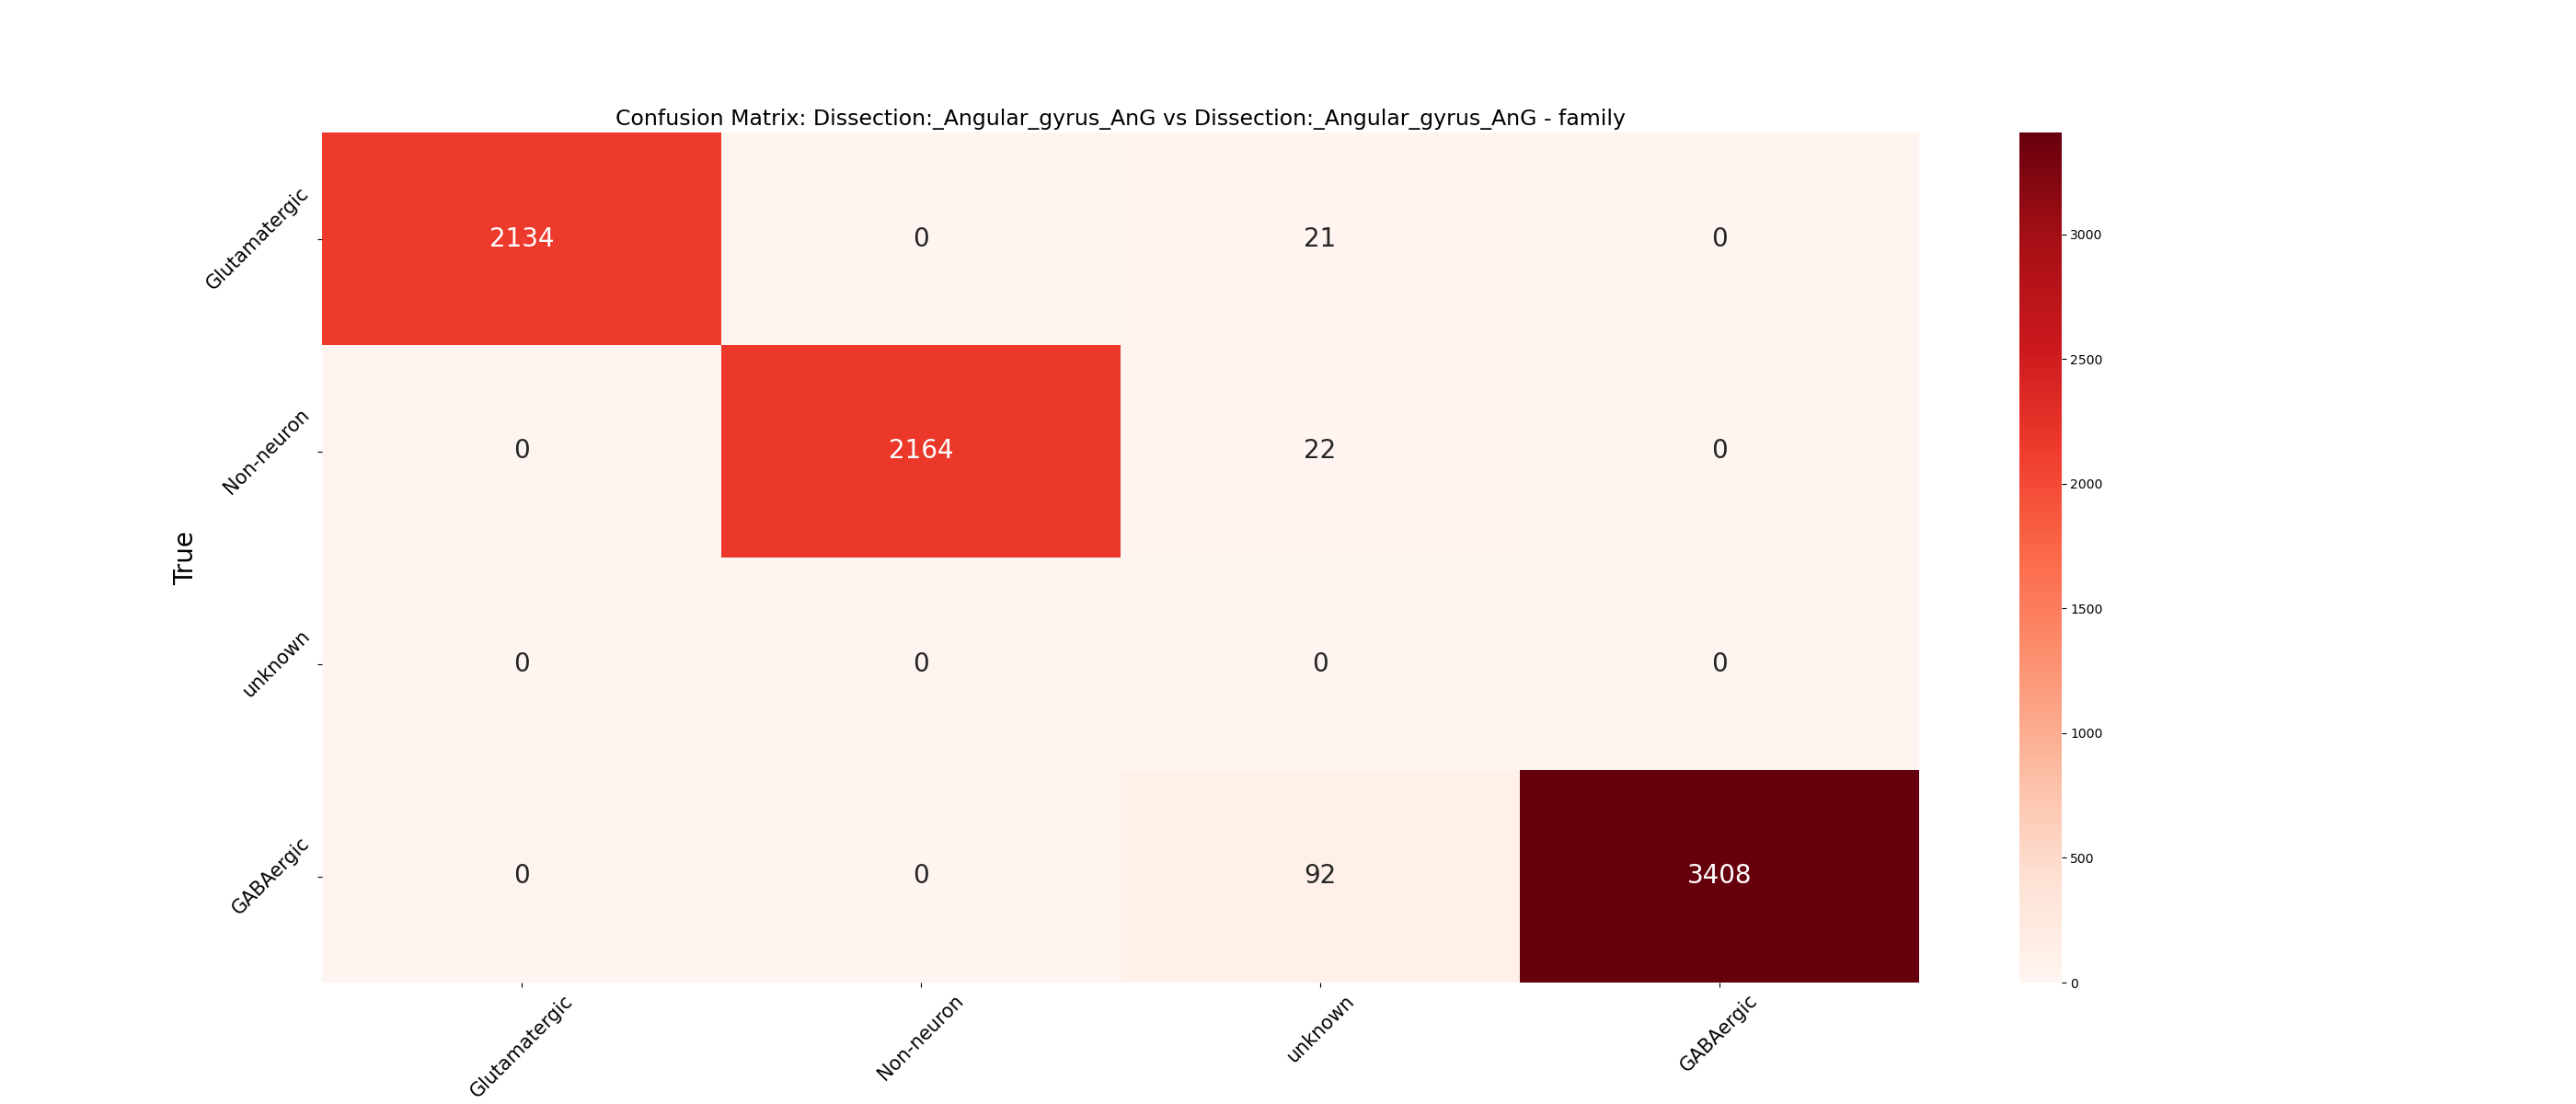 Confusion Matrix: Dissection:_Angular_gyrus_AnG vs Dissection:_Angular_gyrus_AnG - family
True
Glutamatergic
2134
0
21
0
Non-neuron
0
2164
22
0
unknown
0
0
0
0
GABAergic
0
0
92
3408
Glutamatergic
Non-neuron
unknown
GABAergic
3000
2500
2000
1500
1000
500
0